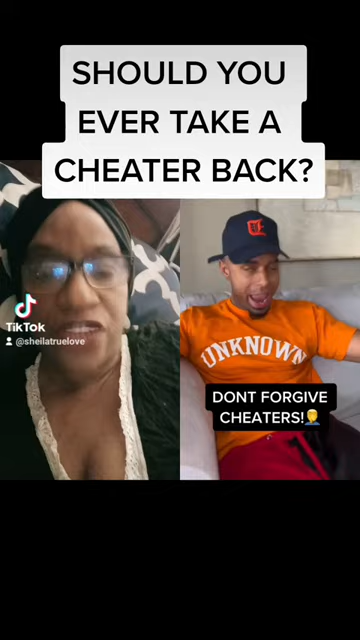 SHOULD YOU
EVER TAKE A
CHEATER BACK?
TikTok
@sheilatruelove
UNKNOWN
DONT FORGIVE
CHEATERS!🤦‍♂️